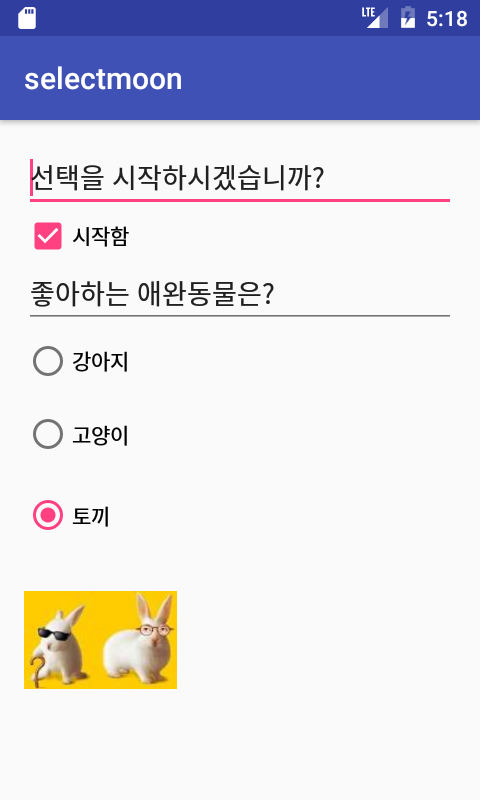 LTE 5:18
selectmoon
선택을 시작하시겠습니까?
시작함
좋아하는 애완동물은?
강아지
고양이
토끼